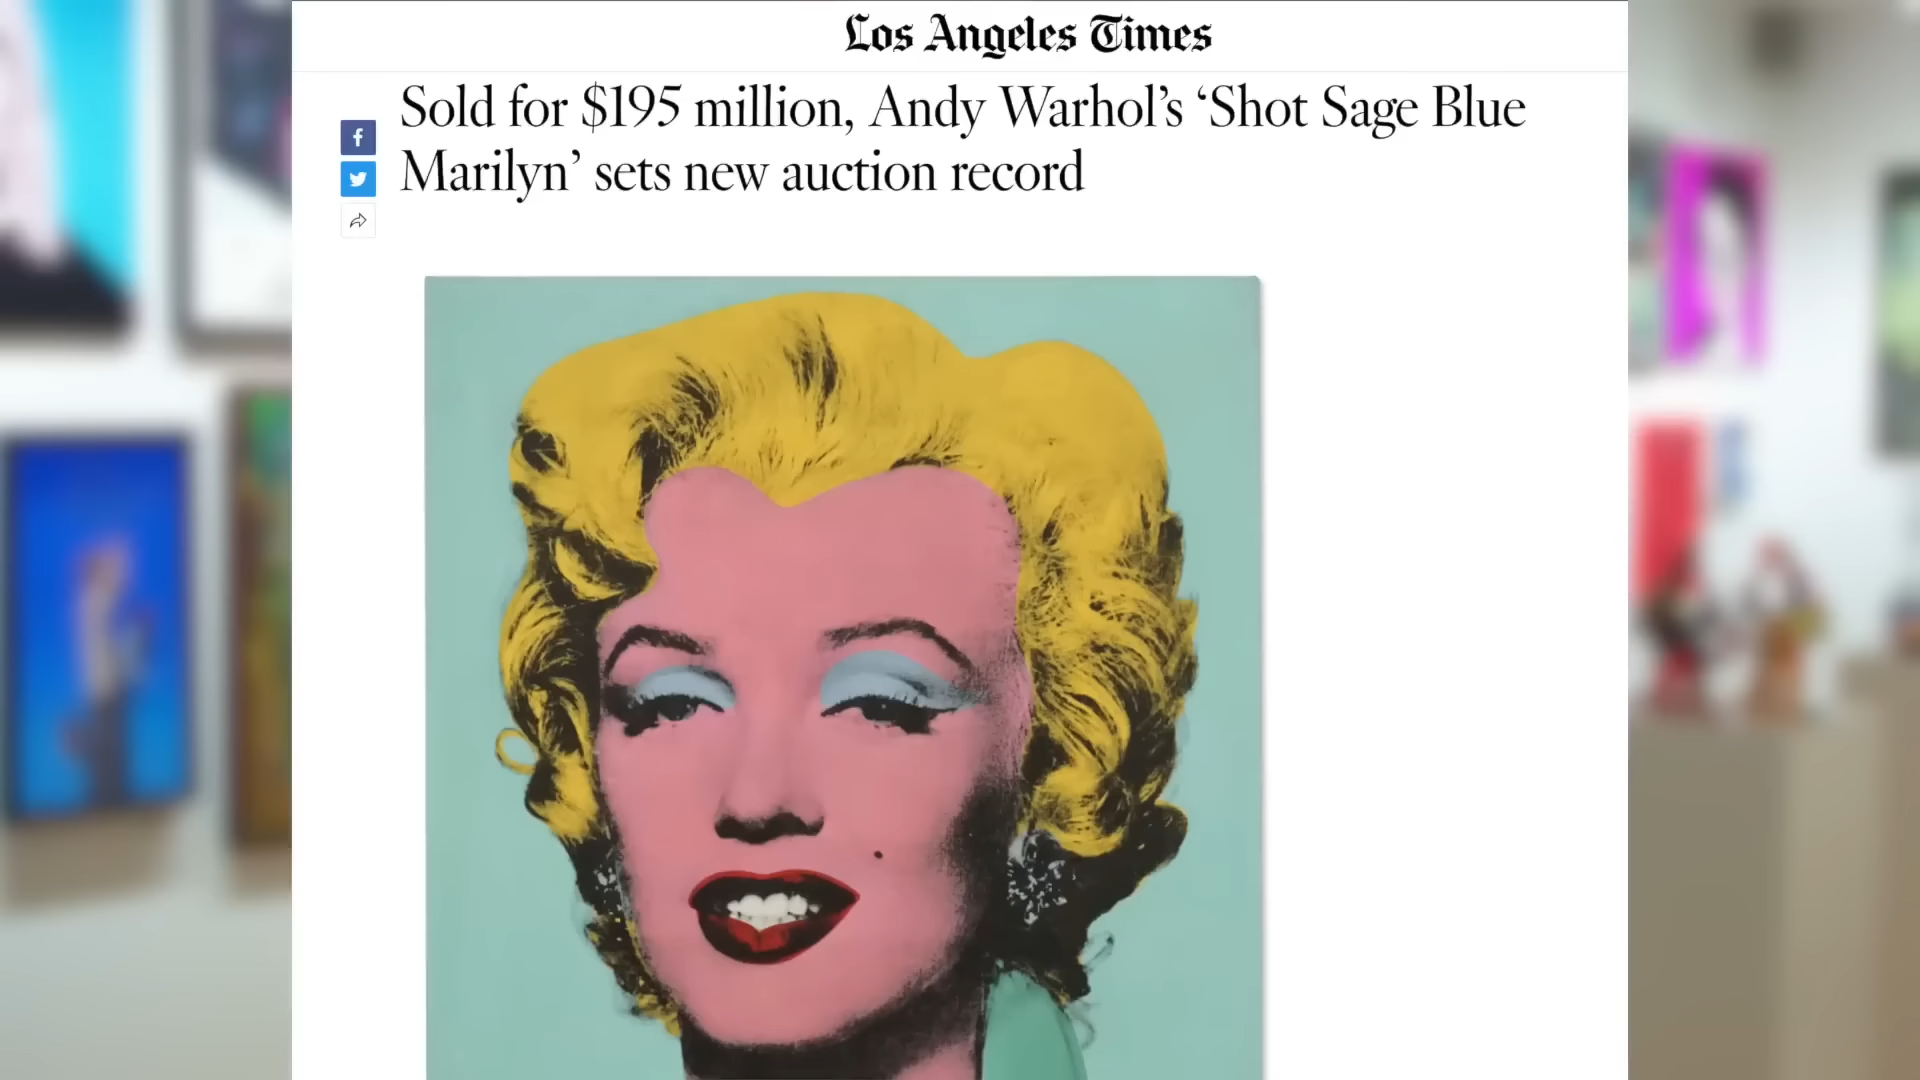 Los Angeles Times
Sold for $195 million, Andy Warhol’s ‘Shot Sage Blue
Marilyn’ sets new auction record